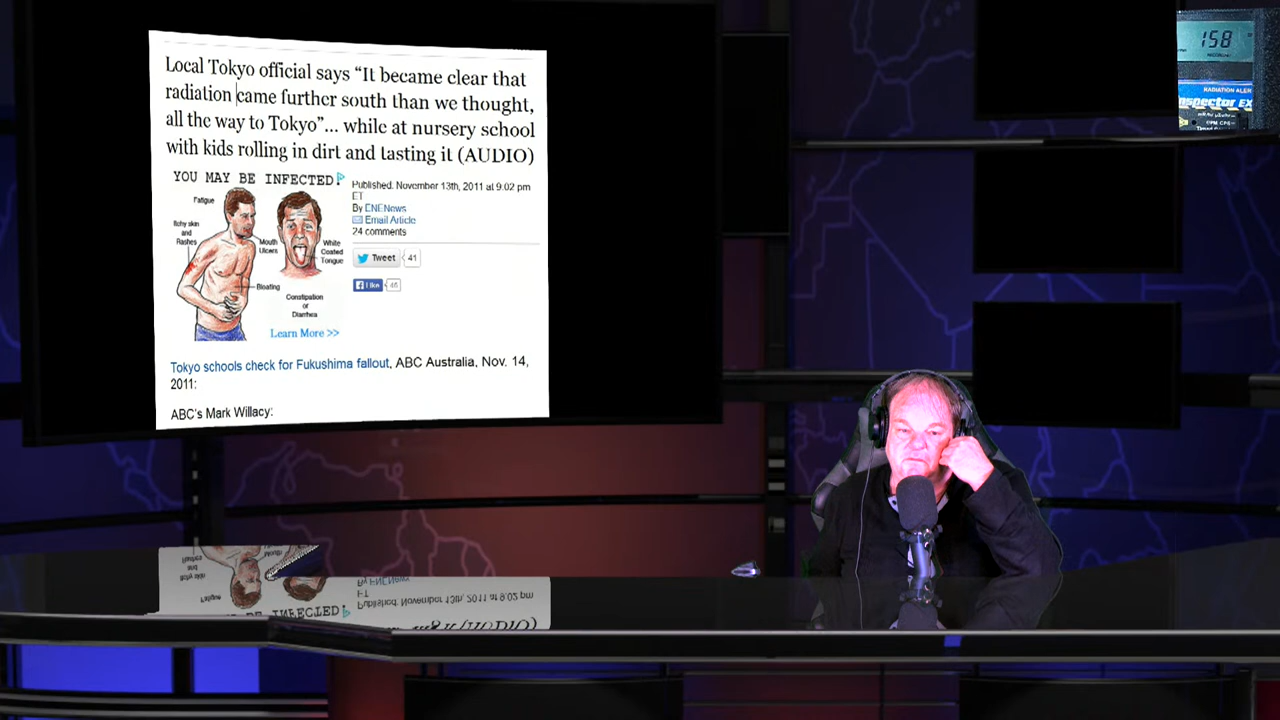 Local Tokyo official says “It became clear that
radiation came further south than we thought,
all the way to Tokyo”... while at nursery school
with kids rolling in dirt and tasting it (AUDIO)
YOU MAY BE INFECTED!
Fatigue
Itchy skin
and
Rashes
Mouth
Ulcers
White
Coated
Tongue
Bloating
Constipation
or
Diarrhea
Learn More >>
Published: November 13th, 2011 at 9:02 pm
ET
By ENENews
Email Article
24 comments
Tweet 41
Like 46
Tokyo schools check for Fukushima fallout, ABC Australia, Nov. 14,
2011:
ABC's Mark Willacy:
158
RADIATION ALERT
Inspector EX